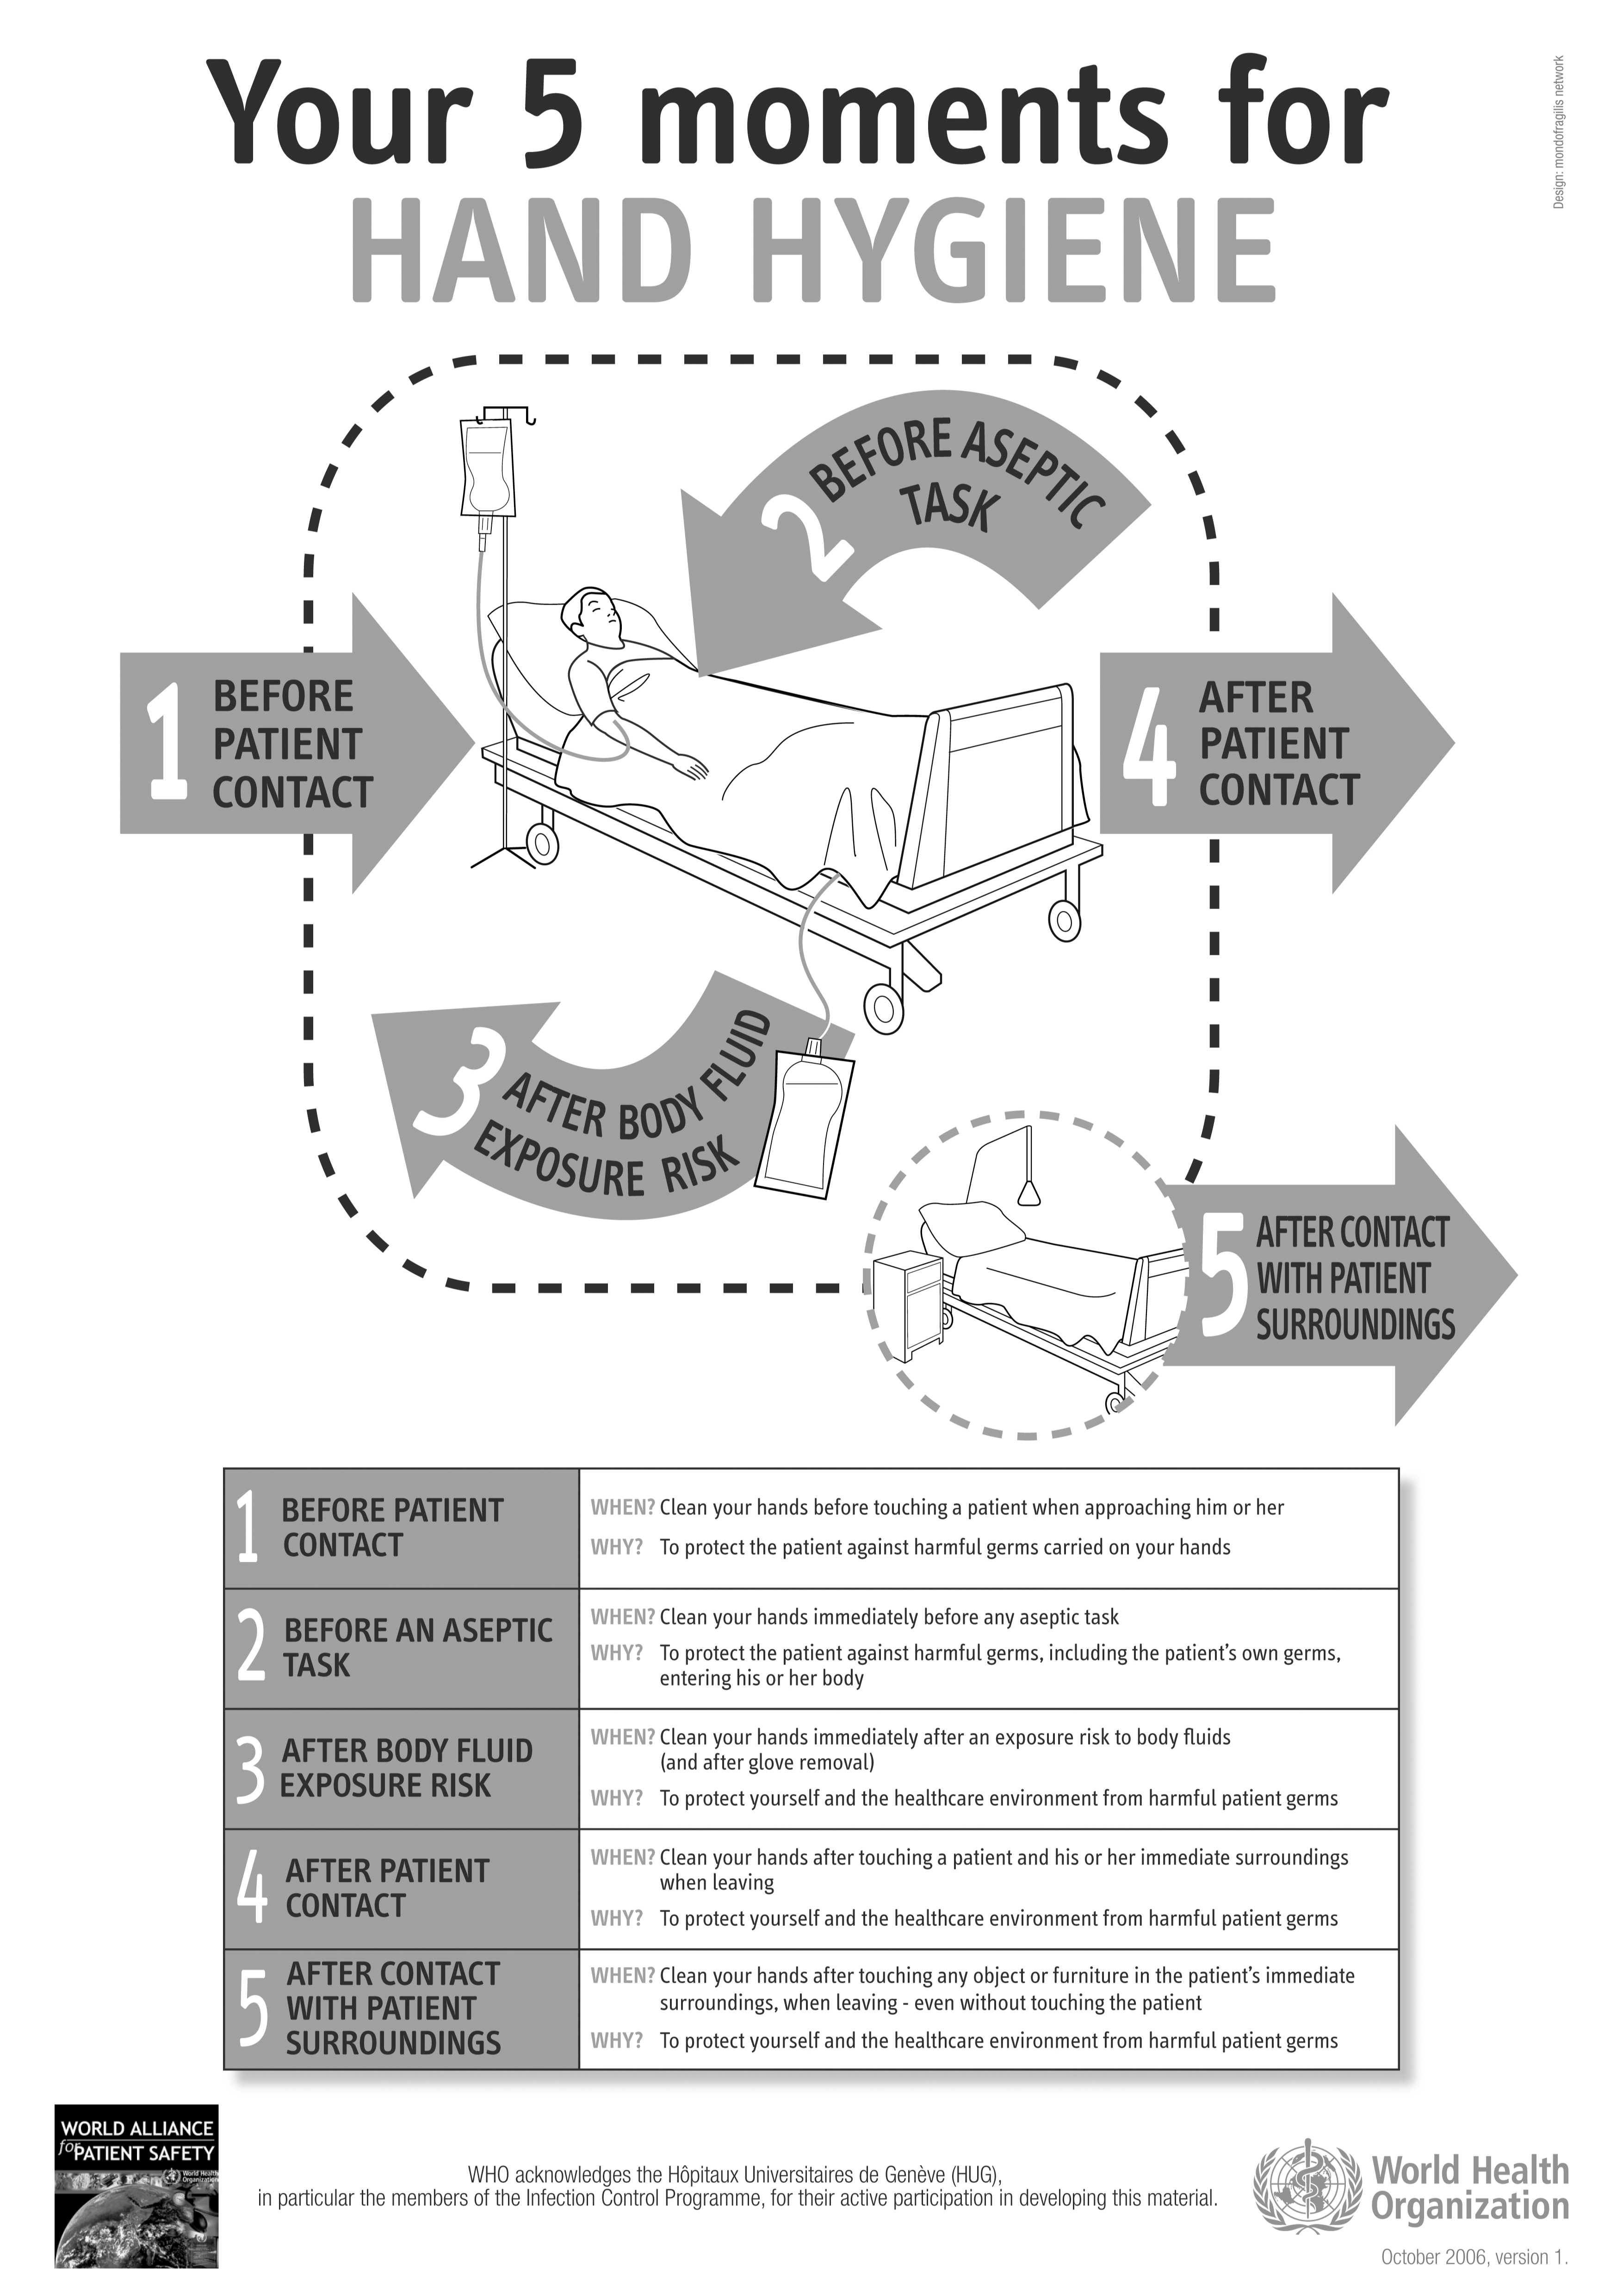 Design: mondofragilis network
Your 5 moments for
HAND HYGIENE
2 BEFORE ASEPTIC
TASK
1 BEFORE
PATIENT
CONTACT
4 AFTER
PATIENT
CONTACT
3 AFTER BODY FLUID
EXPOSURE RISK
5 AFTER CONTACT
WITH PATIENT
SURROUNDINGS
1 BEFORE PATIENT
CONTACT
WHEN? Clean your hands before touching a patient when approaching him or her
WHY? To protect the patient against harmful germs carried on your hands
2 BEFORE AN ASEPTIC
TASK
WHEN? Clean your hands immediately before any aseptic task
WHY? To protect the patient against harmful germs, including the patient’s own germs,
entering his or her body
3 AFTER BODY FLUID
EXPOSURE RISK
WHEN? Clean your hands immediately after an exposure risk to body fluids
(and after glove removal)
WHY? To protect yourself and the healthcare environment from harmful patient germs
4 AFTER PATIENT
CONTACT
WHEN? Clean your hands after touching a patient and his or her immediate surroundings
when leaving
WHY? To protect yourself and the healthcare environment from harmful patient germs
5 AFTER CONTACT
WITH PATIENT
SURROUNDINGS
WHEN? Clean your hands after touching any object or furniture in the patient’s immediate
surroundings, when leaving - even without touching the patient
WHY? To protect yourself and the healthcare environment from harmful patient germs
WORLD ALLIANCE
for PATIENT SAFETY
World Health
Organization
WHO acknowledges the Hôpitaux Universitaires de Genève (HUG),
in particular the members of the Infection Control Programme, for their active participation in developing this material.
World Health
Organization
October 2006, version 1.